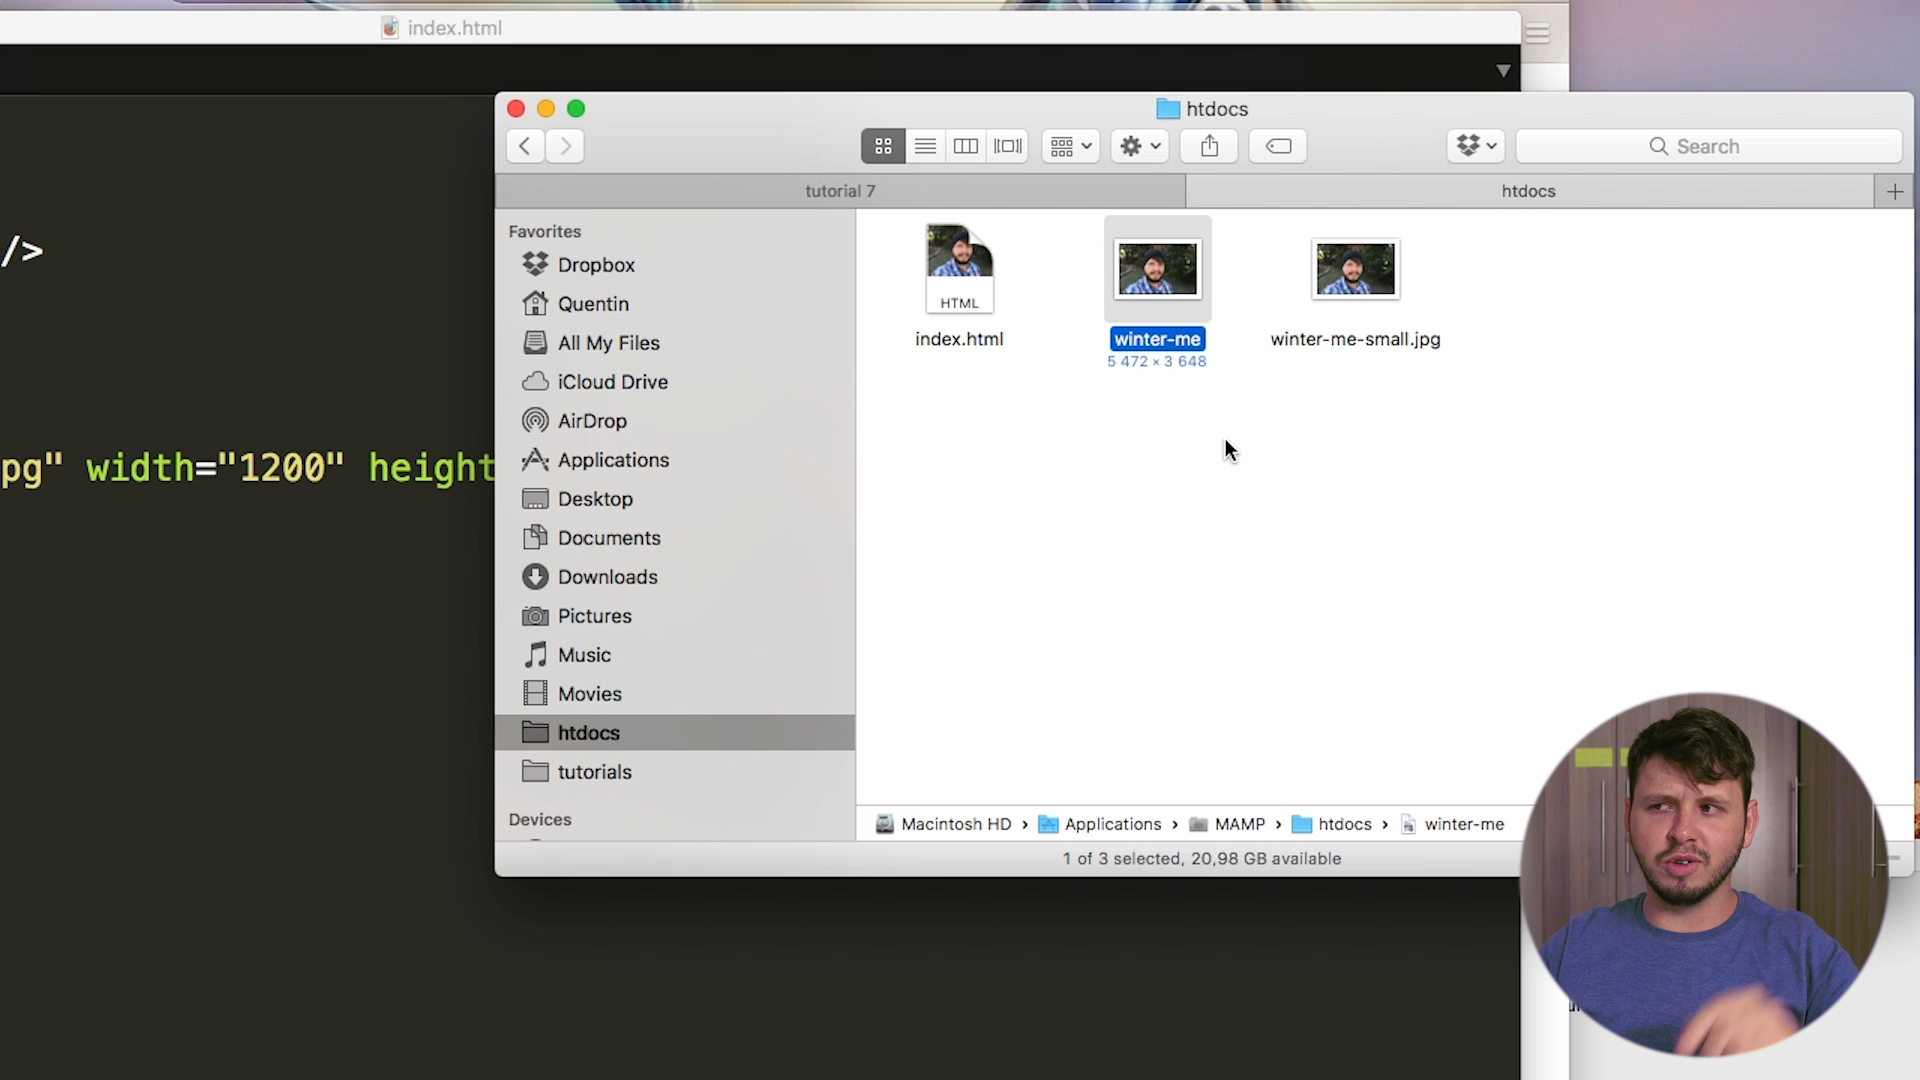 index.html
htdocs
Search
tutorial 7
htdocs
/>
pg" width="1200" height
Favorites
Dropbox
Quentin
All My Files
iCloud Drive
AirDrop
Applications
Desktop
Documents
Downloads
Pictures
Music
Movies
htdocs
tutorials
Devices
HTML
index.html
winter-me
5 472 × 3 648
winter-me-small.jpg
Macintosh HD › Applications › MAMP › htdocs › winter-me
1 of 3 selected, 20,98 GB available